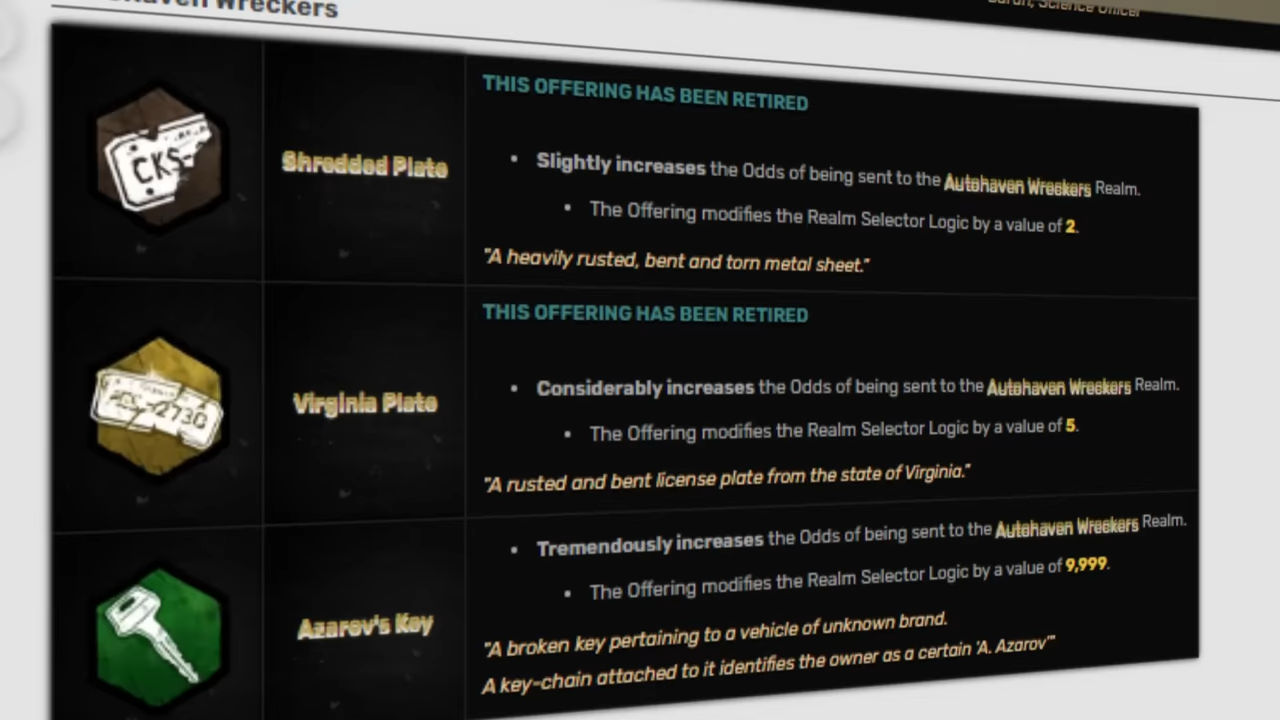 Wreckers
Science Officer
CKS-
Shredded Plate
THIS OFFERING HAS BEEN RETIRED
• Slightly increases the Odds of being sent to the Autohaven Wreckers Realm.
• The Offering modifies the Realm Selector Logic by a value of 2.
"A heavily rusted, bent and torn metal sheet."
Virginia Plate
THIS OFFERING HAS BEEN RETIRED
• Considerably increases the Odds of being sent to the Autohaven Wreckers Realm.
• The Offering modifies the Realm Selector Logic by a value of 5.
"A rusted and bent license plate from the state of Virginia."
Azarov's Key
• Tremendously increases the Odds of being sent to the Autohaven Wreckers Realm.
• The Offering modifies the Realm Selector Logic by a value of 9,999.
"A broken key pertaining to a vehicle of unknown brand.
A key-chain attached to it identifies the owner as a certain 'A. Azarov'"